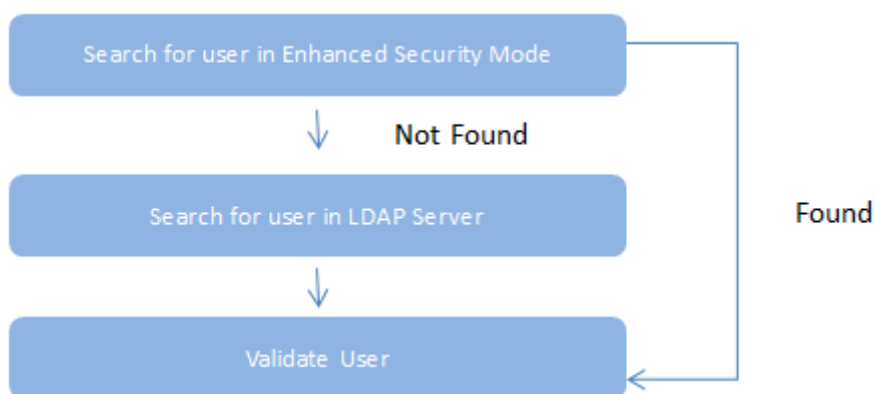 Search for user in Enhanced Security Mode
Not Found
Search for user in LDAP Server
Found
Validate User